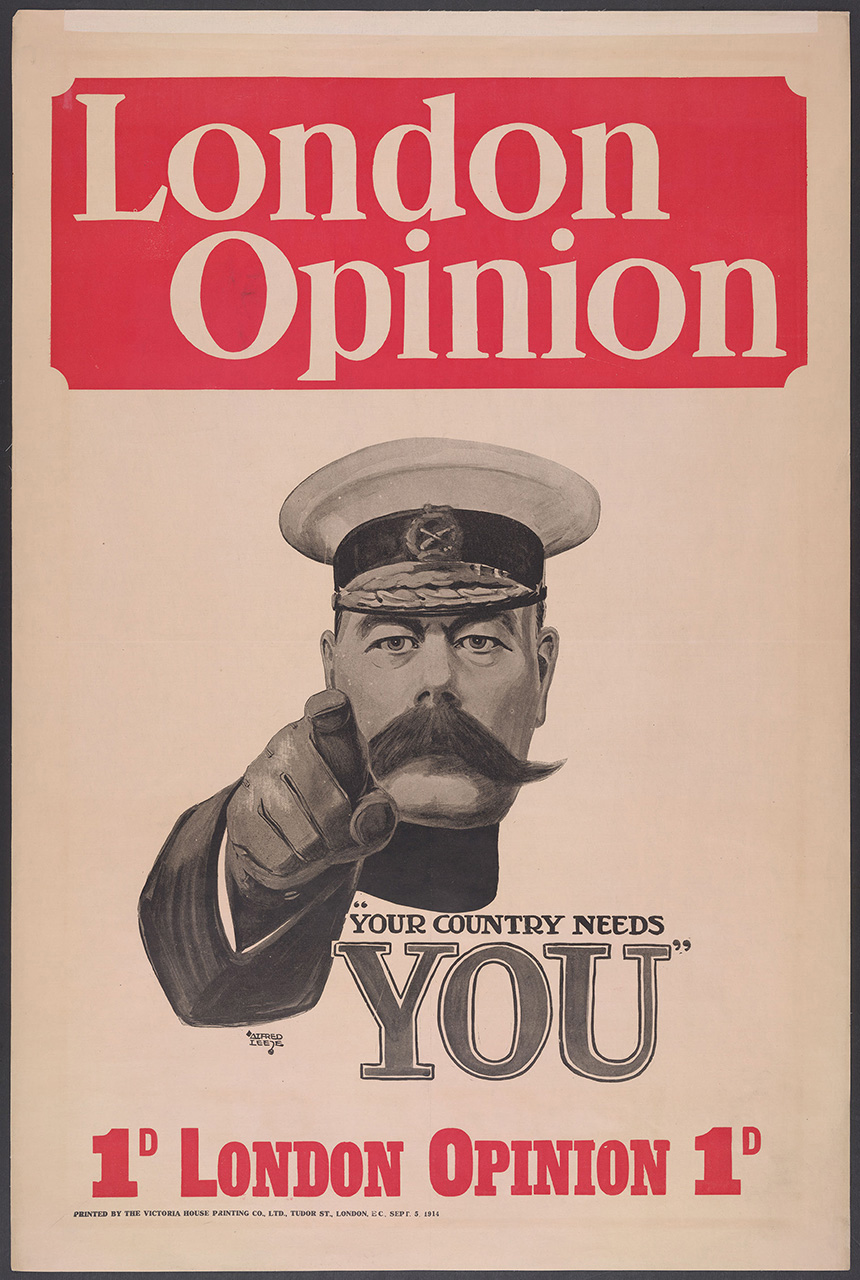 London
Opinion
“YOUR COUNTRY NEEDS
YOU”
ALFRED
LEETE
1D LONDON OPINION 1D
PRINTED BY THE VICTORIA HOUSE PRINTING CO., LTD., TUDOR ST., LONDON, E.C. SEPT. 5. 1914